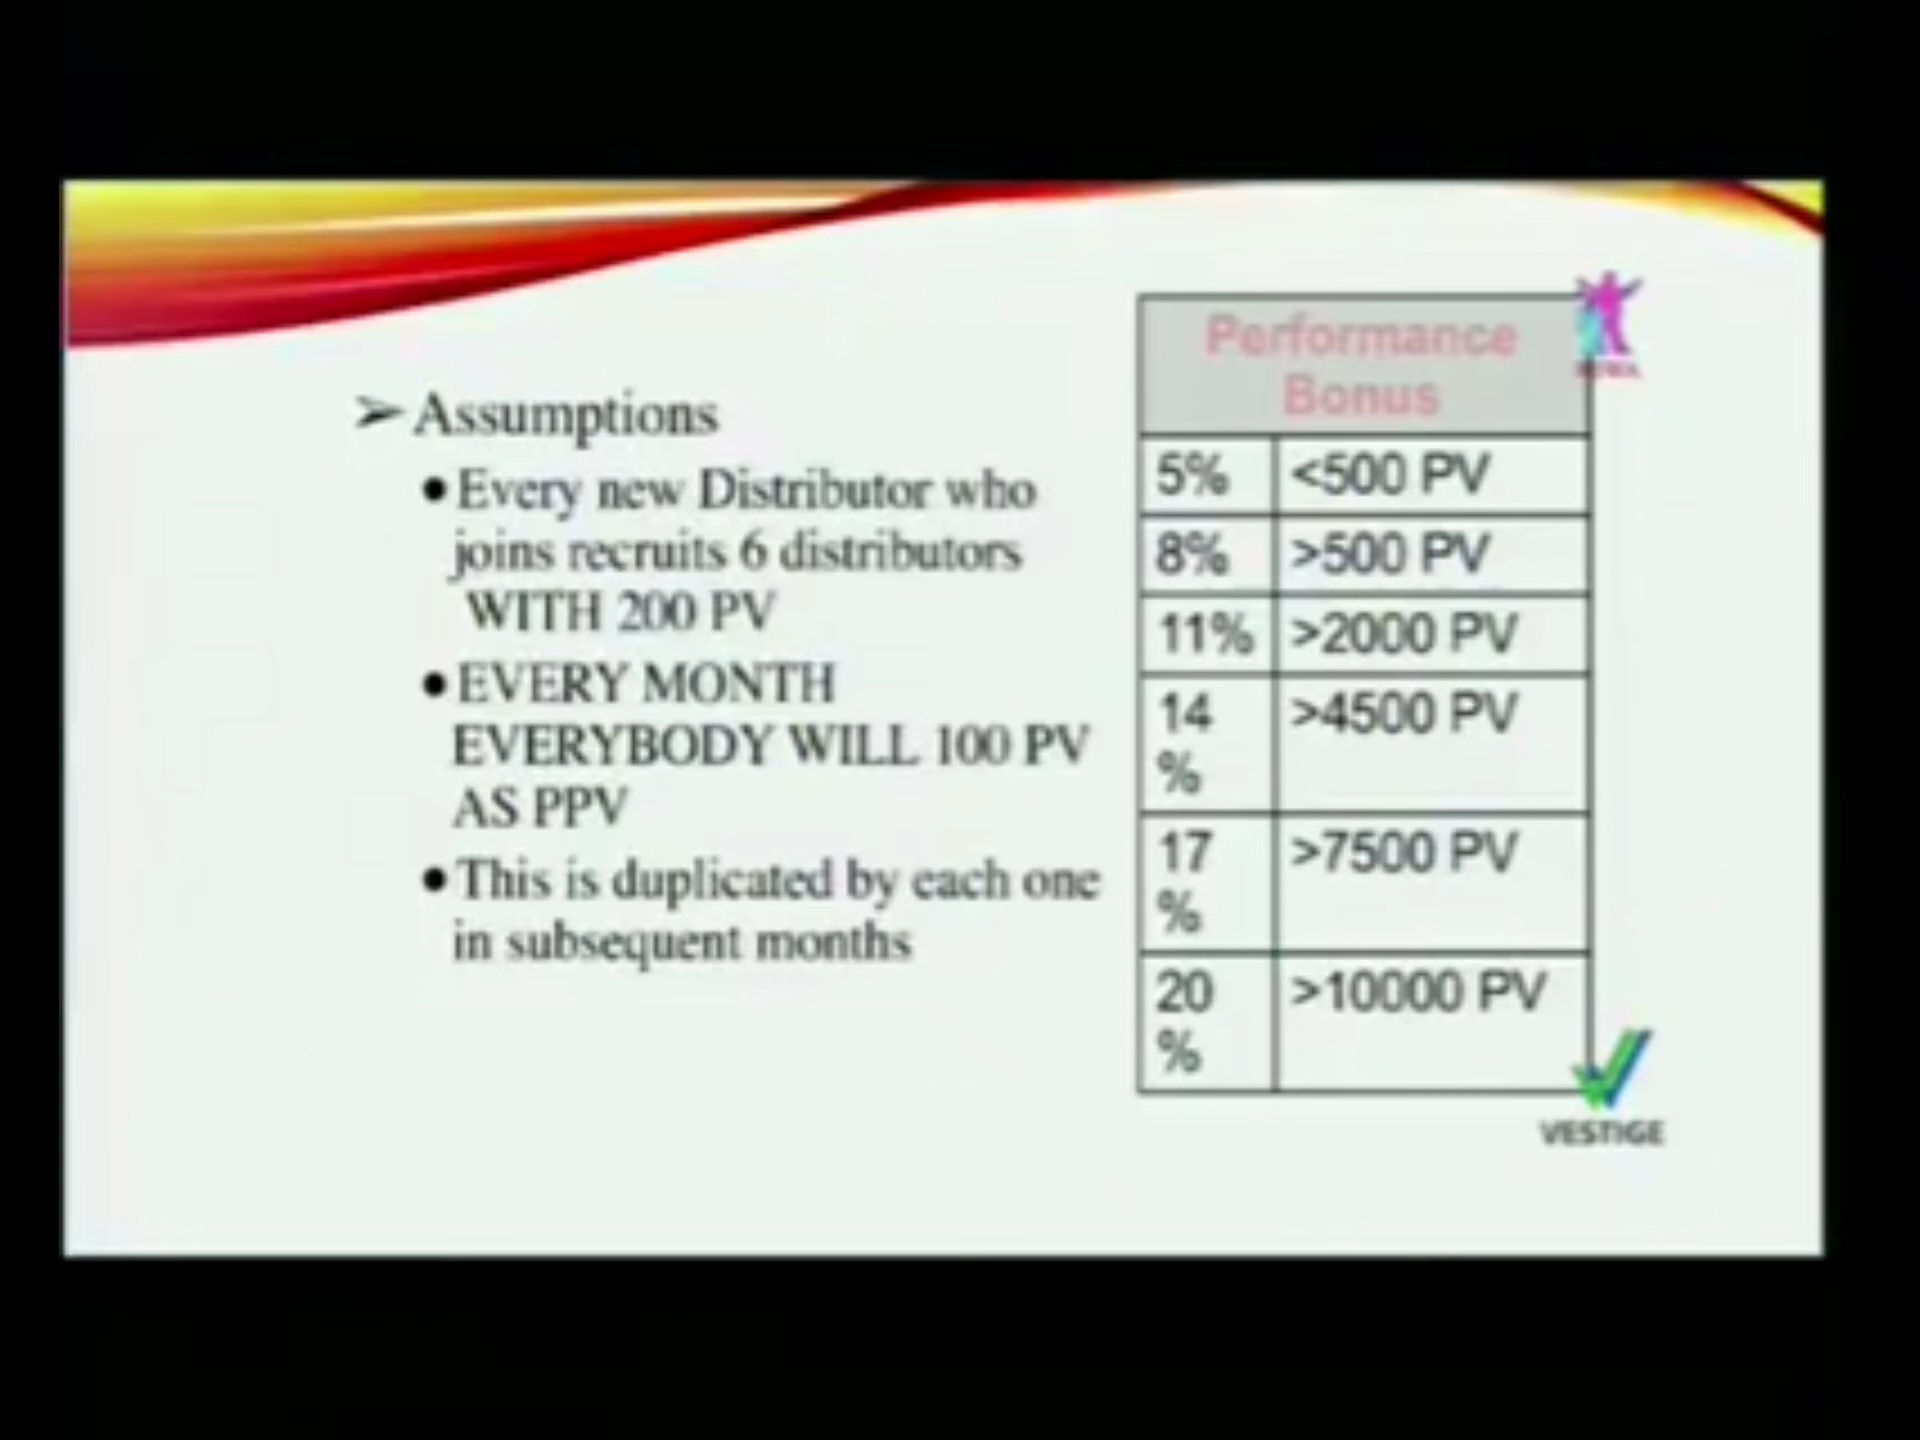 ➢ Assumptions
● Every new Distributor who
joins recruits 6 distributors
WITH 200 PV
● EVERY MONTH
EVERYBODY WILL 100 PV
AS PPV
● This is duplicated by each one
in subsequent months
Performance
Bonus
5% <500 PV
8% >500 PV
11% >2000 PV
14 >4500 PV
%
17 >7500 PV
%
20 >10000 PV
%
VESTIGE